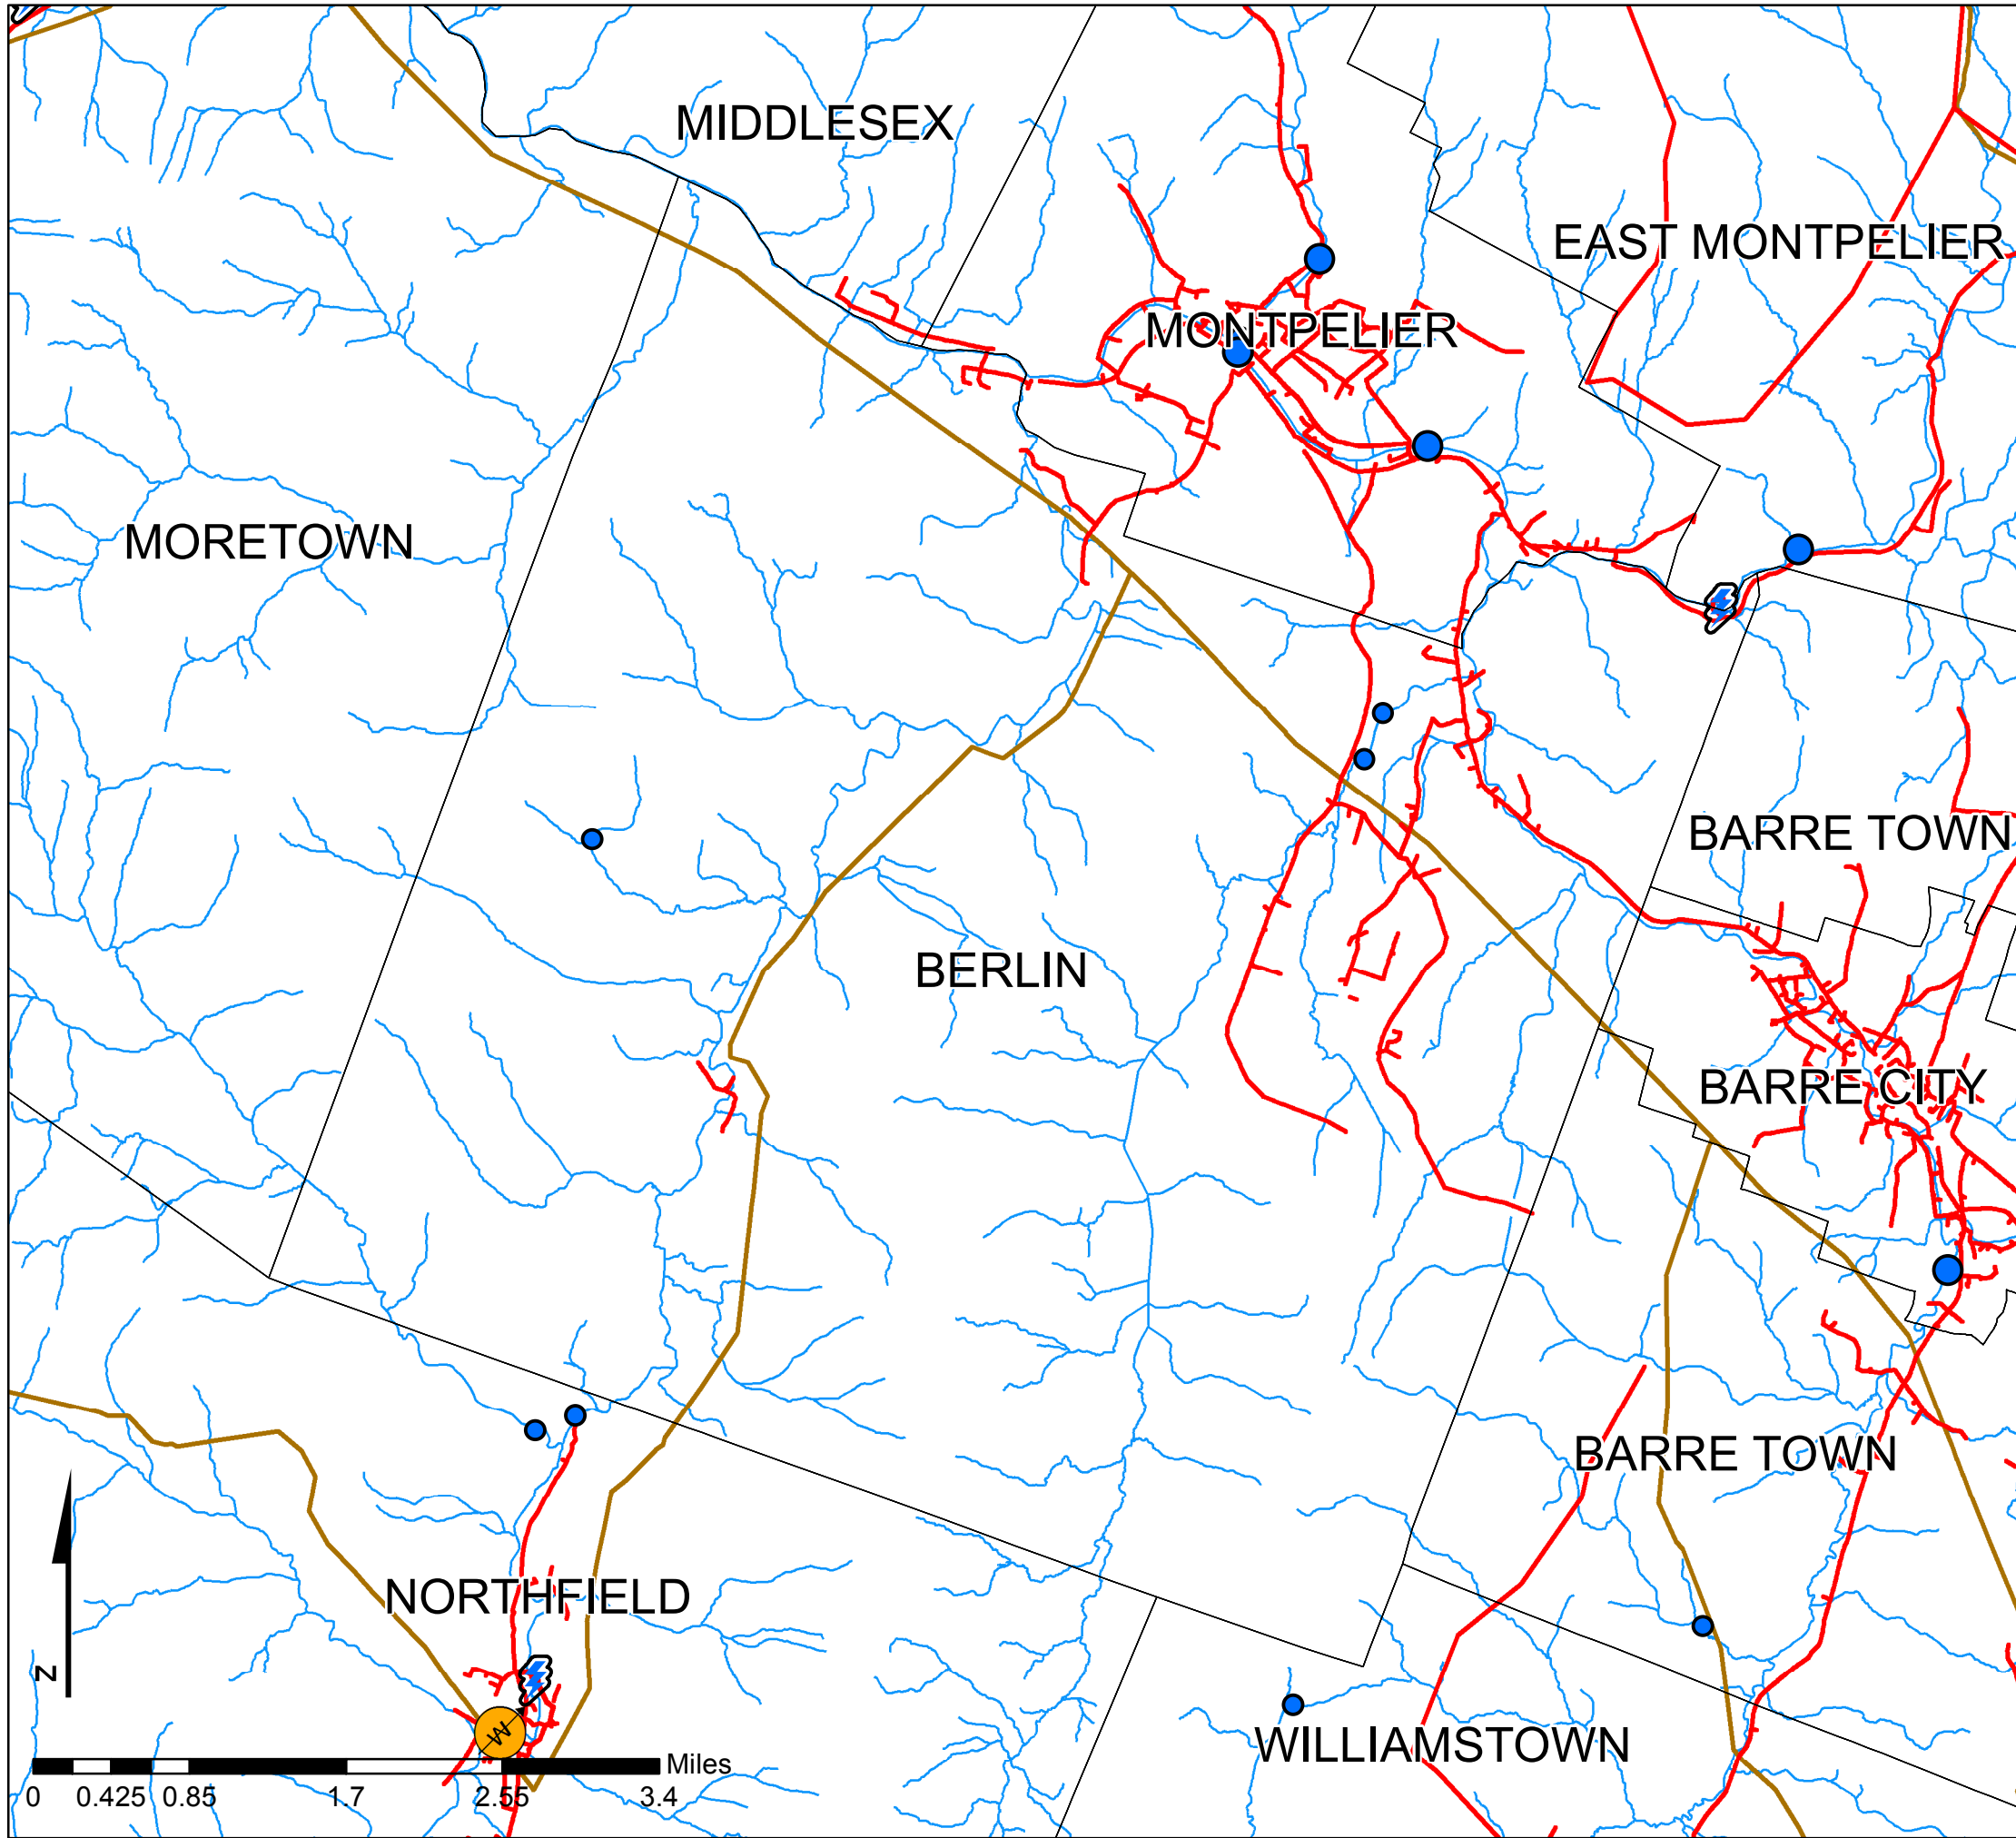 MIDDLESEX
EAST MONTPELIER
MONTPELIER
MORETOWN
BARRE TOWN
BERLIN
BARRE CITY
BARRE TOWN
NORTHFIELD
N
W
WILLIAMSTOWN
Miles
0 0.425 0.85 1.7 2.55 3.4